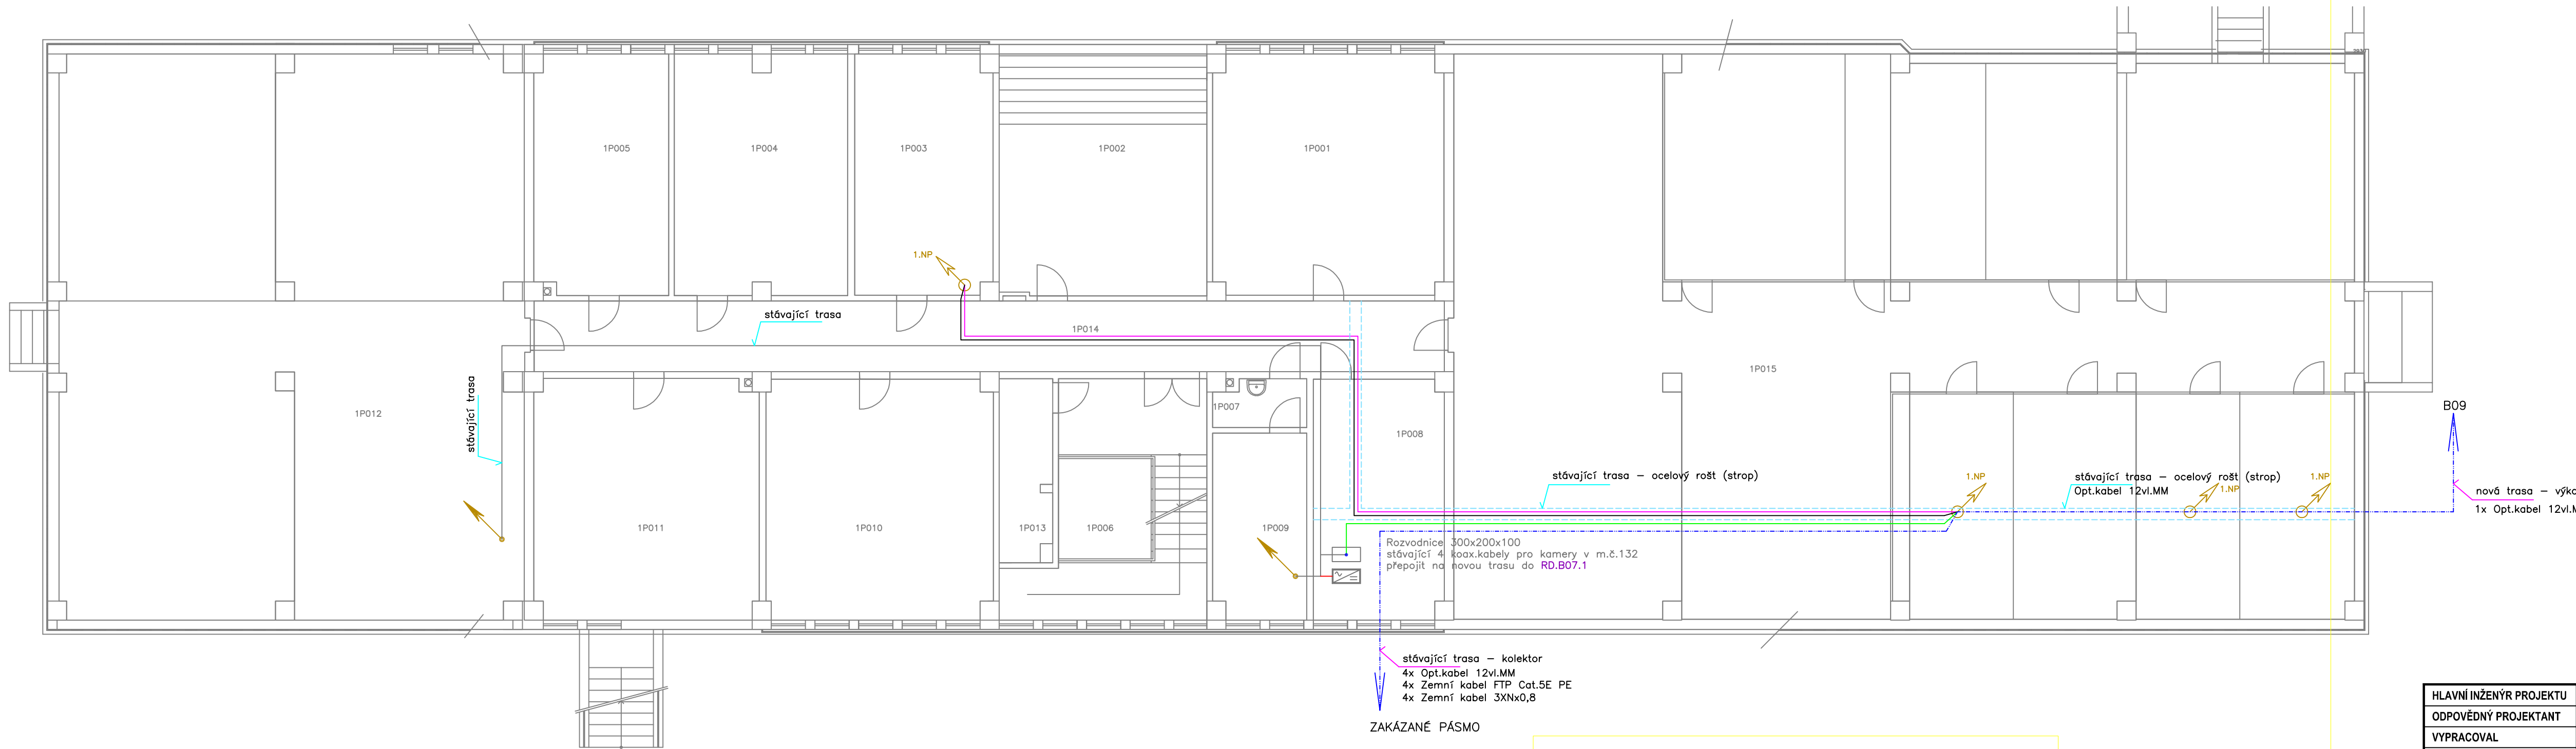 1P005
1P004
1P003
1P002
1P001
1.NP
stávající trasa
1P014
1P015
stávající trasa
1P012
1P007
1P008
B09
stávající trasa – ocelový rošt (strop)
1.NP
stávající trasa – ocelový rošt (strop)
Opt.kabel 12vl.MM
1.NP
1.NP
nová trasa –
1x Opt.kabel
1P011
1P010
1P013
1P006
1P009
Rozvodnice 300x200x100
stávající 4 koax.kabely pro kamery v m.č.132
přepojit na novou trasu do RD.B07.1
stávající trasa – kolektor
4x Opt.kabel 12vl.MM
4x Zemní kabel FTP Cat.5E PE
4x Zemní kabel 3XNx0,8
ZAKÁZANÉ PÁSMO
HLAVNÍ INŽENÝR PROJEKTU
ODPOVĚDNÝ PROJEKTANT
VYPRACOVAL